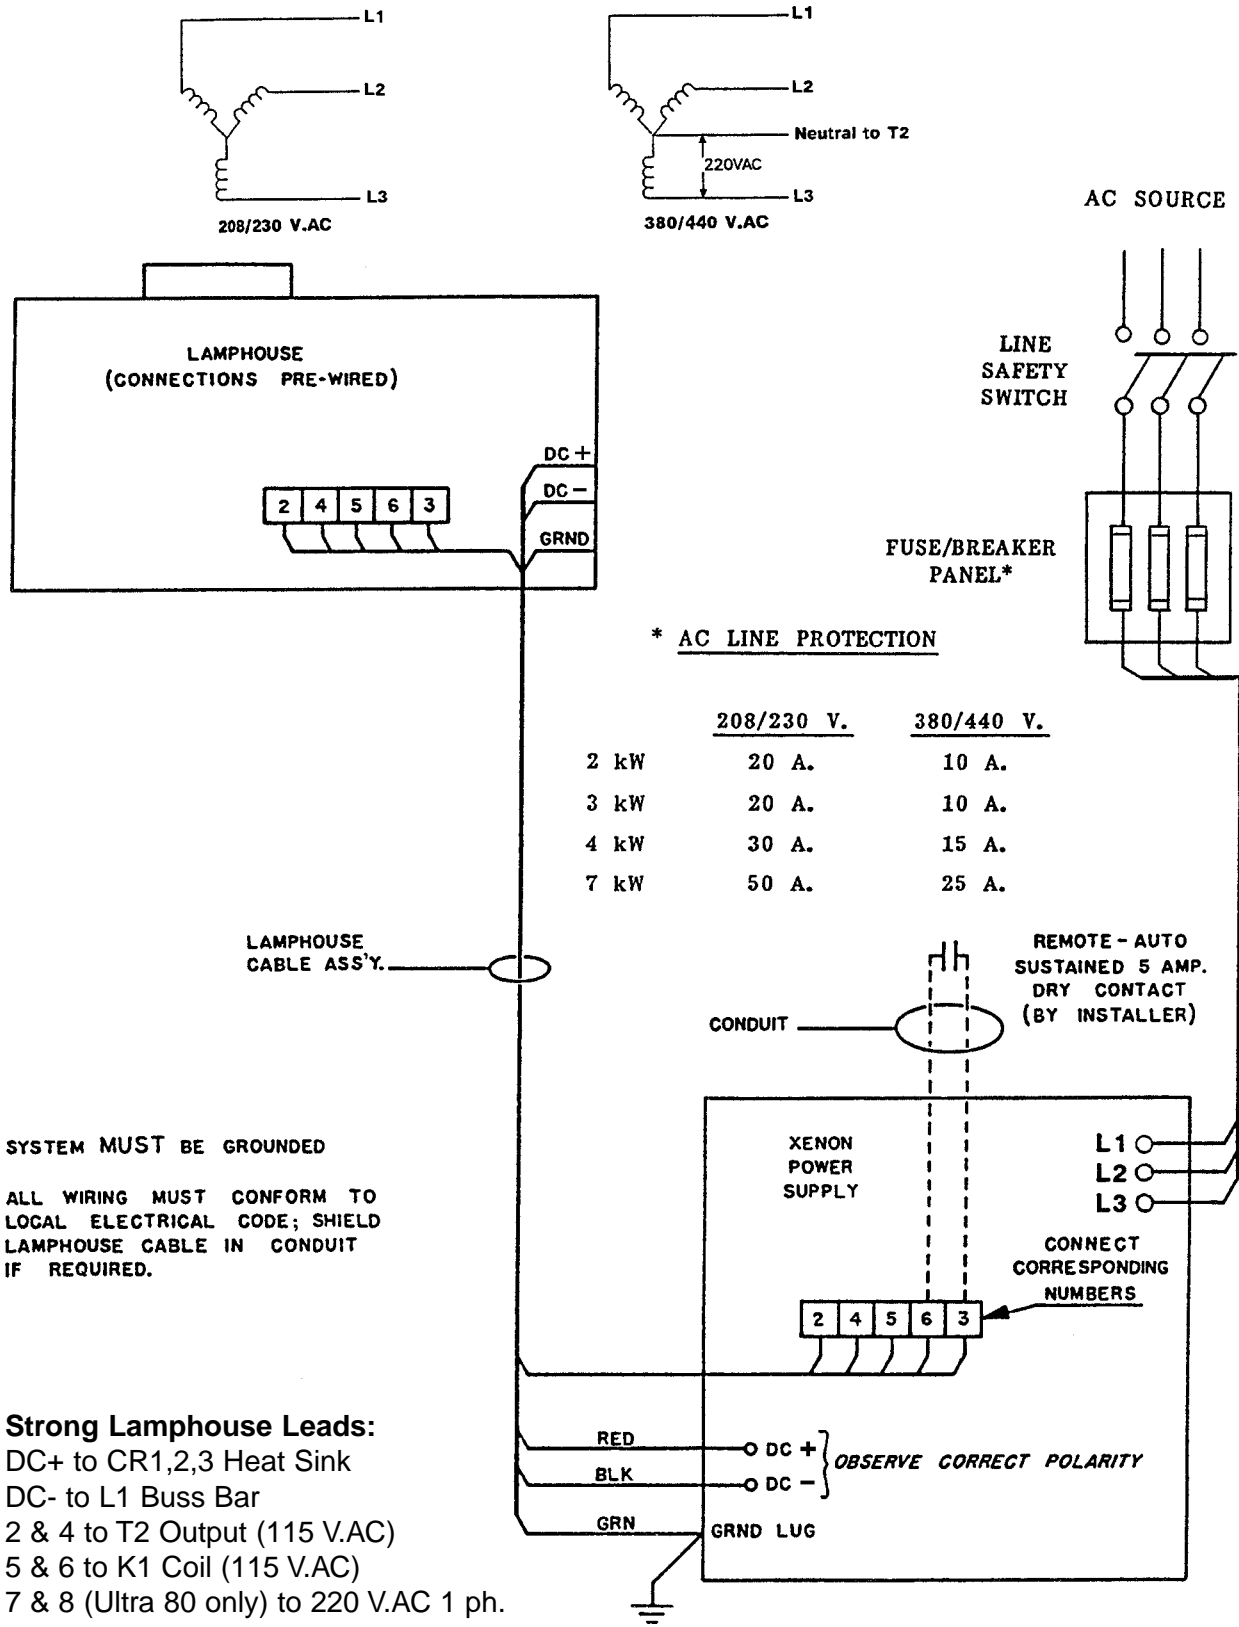 L1
L2
L3
208/230 V.AC
L1
L2
Neutral to T2
220VAC
L3
380/440 V.AC
AC SOURCE
LINE
SAFETY
SWITCH
LAMPHOUSE
(CONNECTIONS PRE-WIRED)
DC +
DC -
GRND
2 4 5 6 3
FUSE/BREAKER
PANEL*
* AC LINE PROTECTION
208/230 V. 380/440 V.
2 kW 20 A. 10 A.
3 kW 20 A. 10 A.
4 kW 30 A. 15 A.
7 kW 50 A. 25 A.
LAMPHOUSE
CABLE ASS'Y.
REMOTE - AUTO
SUSTAINED 5 AMP.
DRY CONTACT
(BY INSTALLER)
CONDUIT
SYSTEM MUST BE GROUNDED
ALL WIRING MUST CONFORM TO
LOCAL ELECTRICAL CODE; SHIELD
LAMPHOUSE CABLE IN CONDUIT
IF REQUIRED.
XENON
POWER
SUPPLY
L1
L2
L3
CONNECT
CORRESPONDING
NUMBERS
2 4 5 6 3
RED
DC +
BLK
DC -
OBSERVE CORRECT POLARITY
GRN
GRND LUG
Strong Lamphouse Leads:
DC+ to CR1,2,3 Heat Sink
DC- to L1 Buss Bar
2 & 4 to T2 Output (115 V.AC)
5 & 6 to K1 Coil (115 V.AC)
7 & 8 (Ultra 80 only) to 220 V.AC 1 ph.